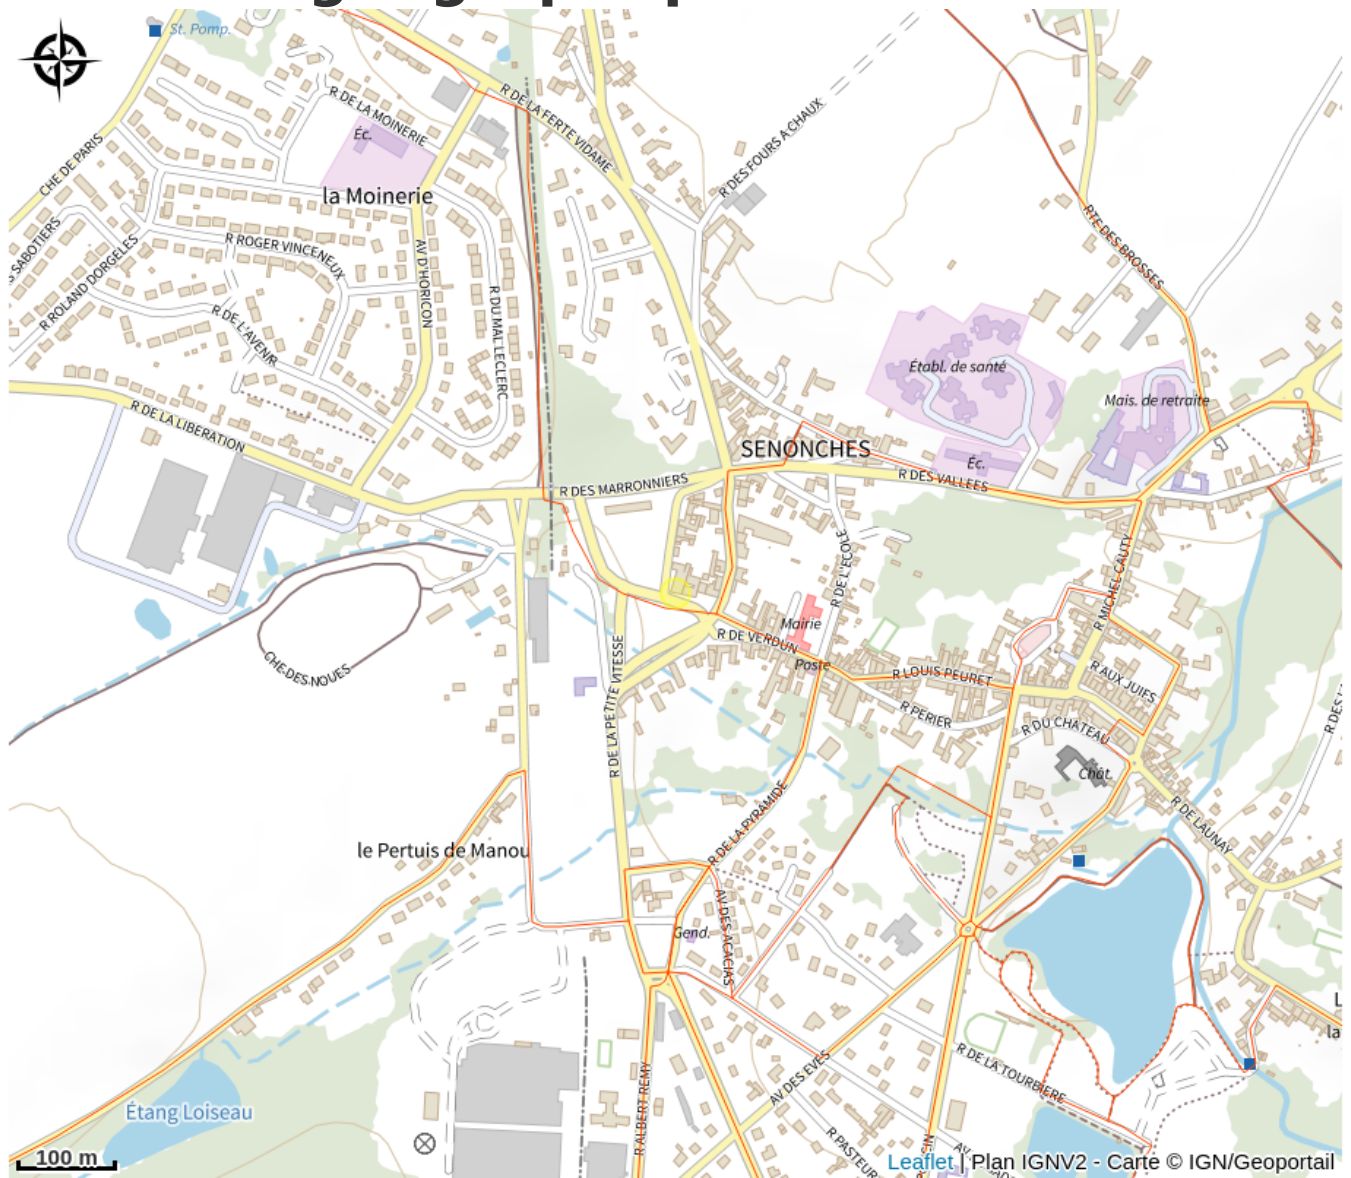 St. Pomp.
R DE LA FERTE VIDAME
R DE LA MOINERIE
Éc.
R DES FOURS A CHAUX
CHE DE PARIS
la Moinerie
RTE DES BROSSES
SABOTIERS
R ROLAND DORGELES
R ROGER VINCENEUX
AV D'HORICON
R DU MAL LECLERC
R DE L'AVENIR
Établ. de santé
Mais. de retraite
R DE LA LIBERATION
SENONCHES
Éc.
R DES VALLEES
R DES MARRONNIERS
R DE L'ECOLE
R MICHEL CAUTY
Mairie
R DE VERDUN
Poste
CHE DES NOUES
R DE LA PETITE VITESSE
R LOUIS PEURET
R AUX JUIFS
R PERIER
R DU CHATEAU
R DES
Chât.
R DE LA PYRAMIDE
R DE LAUNAY
le Pertuis de Manou
AV DES ACACIAS
Gend.
L
la
R DE LA TOURBIERE
AV DES EVES
Étang Loiseau
R ALBERT REMY
R PASTEUR
100 m
Leaflet | Plan IGNV2 - Carte © IGN/Geoportail